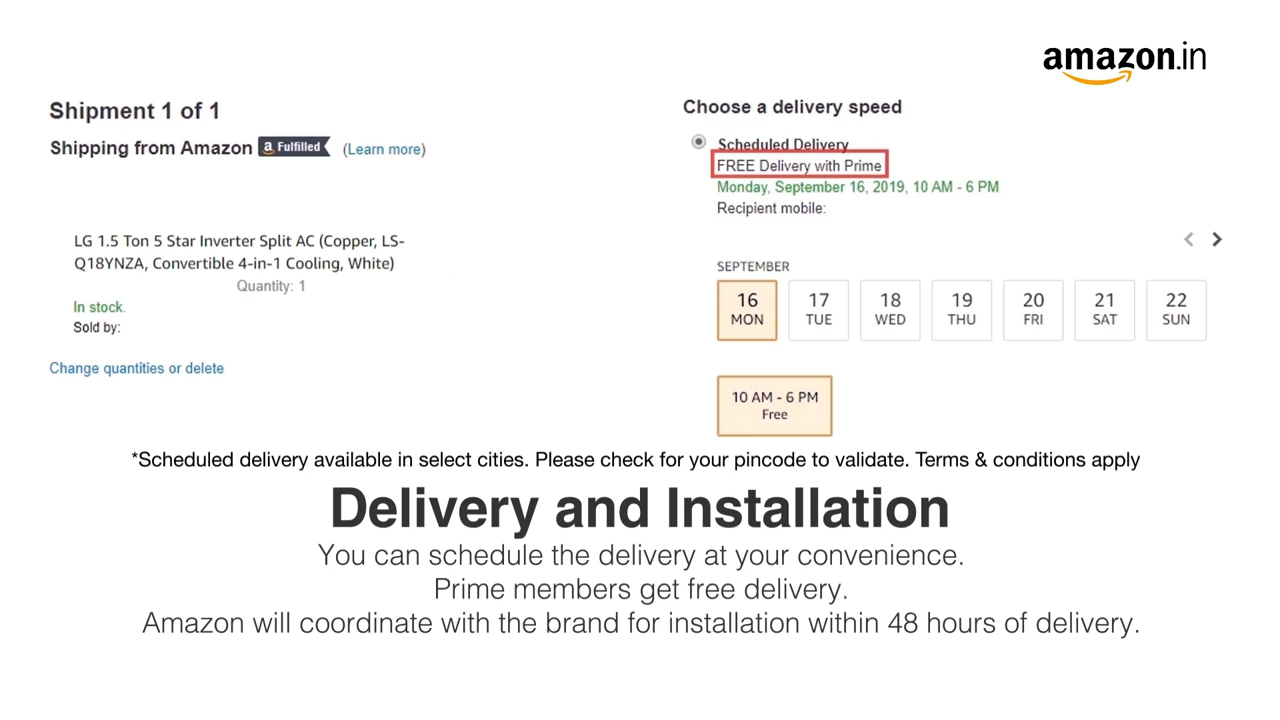 amazon.in
Shipment 1 of 1
Shipping from Amazon a Fulfilled (Learn more)
LG 1.5 Ton 5 Star Inverter Split AC (Copper, LS-
Q18YNZA, Convertible 4-in-1 Cooling, White)
Quantity: 1
In stock.
Sold by:
Change quantities or delete
Choose a delivery speed
Scheduled Delivery
FREE Delivery with Prime
Monday, September 16, 2019, 10 AM - 6 PM
Recipient mobile:
SEPTEMBER
16 17 18 19 20 21 22
MON TUE WED THU FRI SAT SUN
10 AM - 6 PM
Free
*Scheduled delivery available in select cities. Please check for your pincode to validate. Terms & conditions apply
Delivery and Installation
You can schedule the delivery at your convenience.
Prime members get free delivery.
Amazon will coordinate with the brand for installation within 48 hours of delivery.